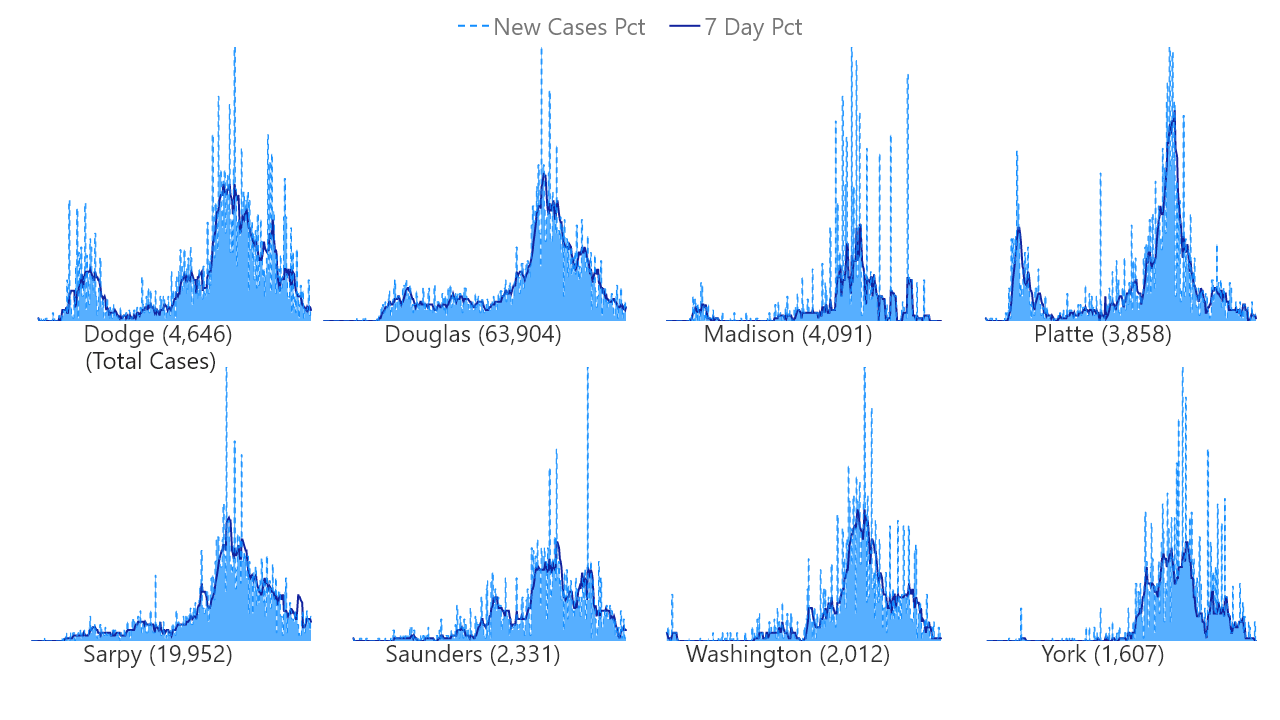 New Cases Pct 7 Day Pct
Dodge (4,646) Douglas (63,904) Madison (4,091) Platte (3,858)
(Total Cases)
Sarpy (19,952) Saunders (2,331) Washington (2,012) York (1,607)